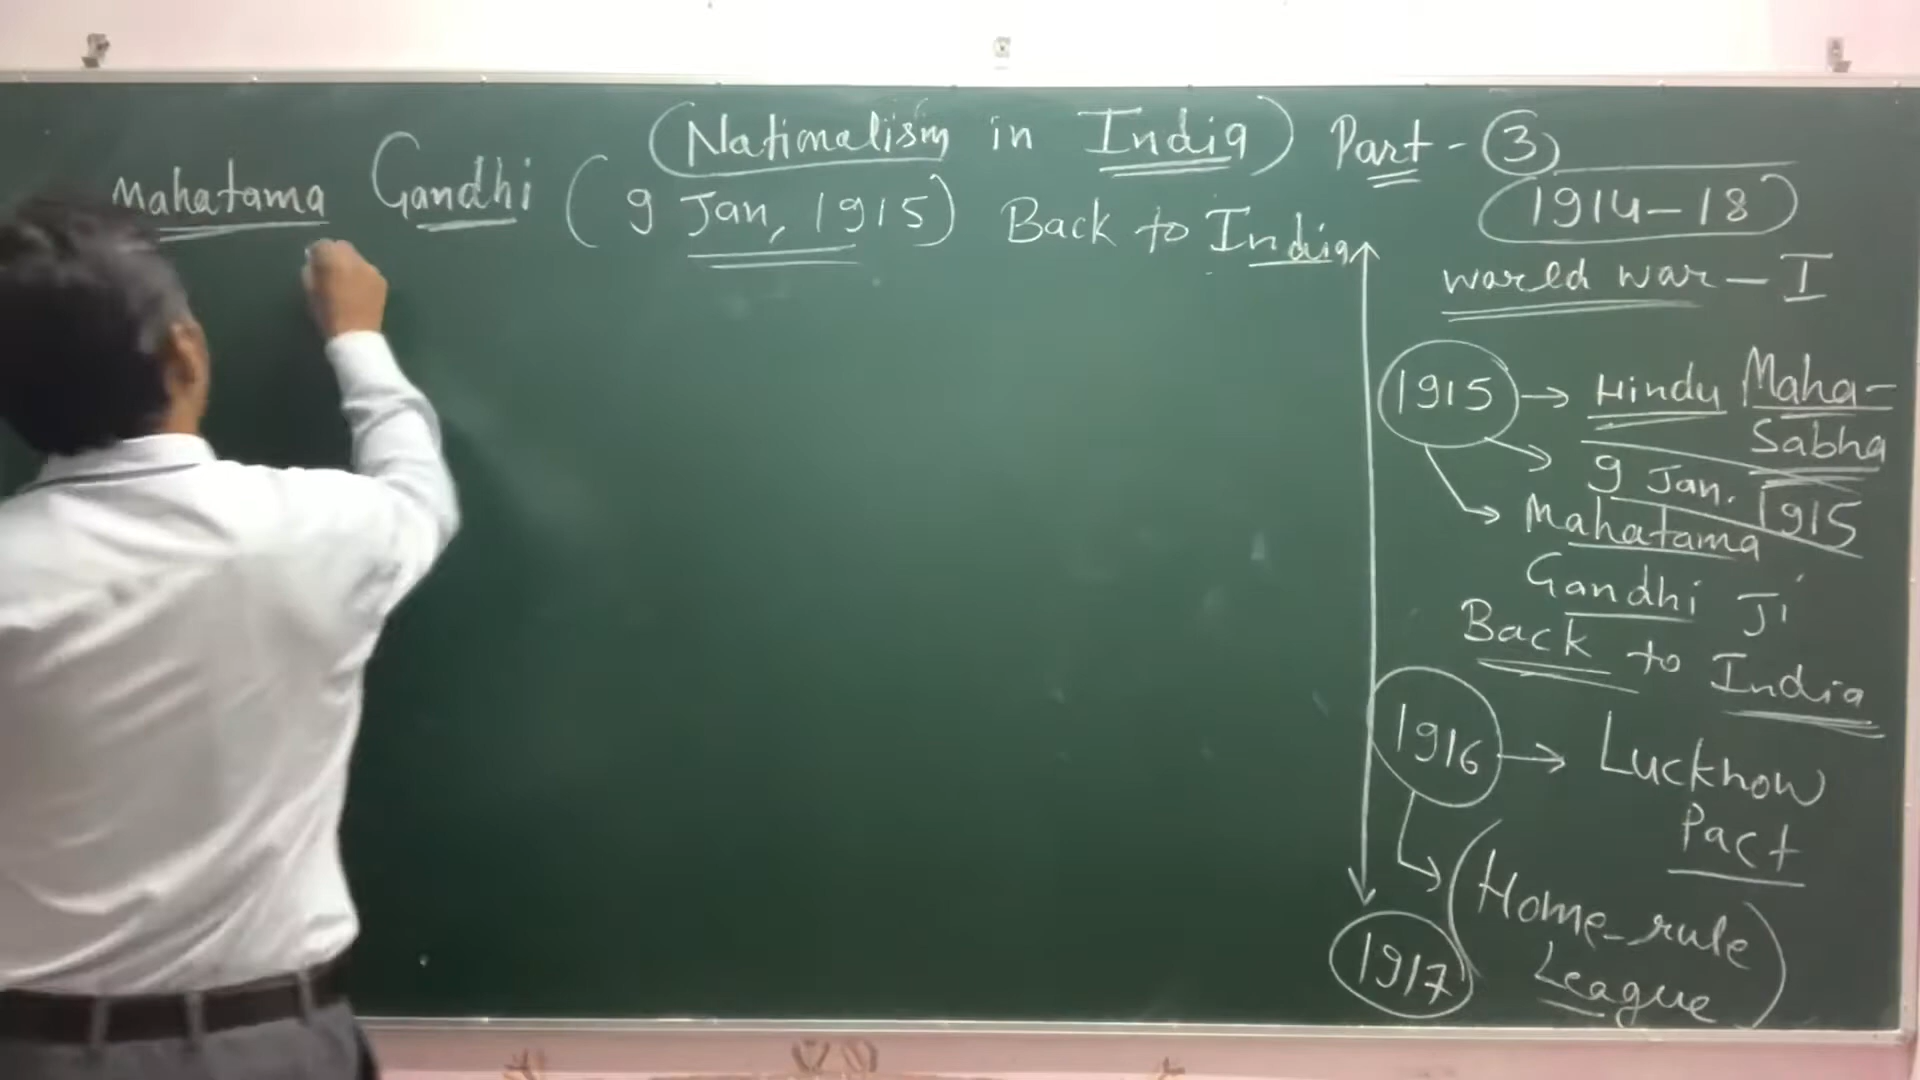 (Nationalism in India) Part-③
Mahatama Gandhi (9 Jan, 1915) Back to India
(1914-18)
world war-I
1915 → Hindu Maha-
Sabha
→ 9 Jan. 1915
→ Mahatama
Gandhi Ji
Back to India
1916 → Lucknow
Pact
→ (Home-rule
League)
1917